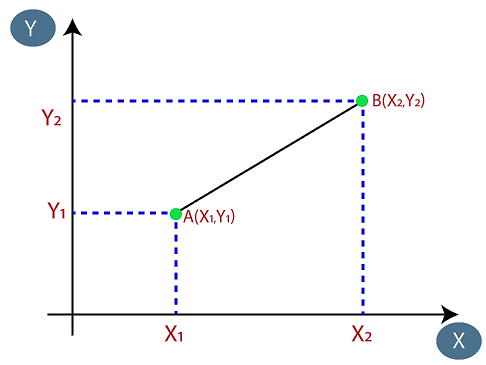 Y
Y₂
B(X₂,Y₂)
Y₁
A(X₁,Y₁)
X₁
X₂
X